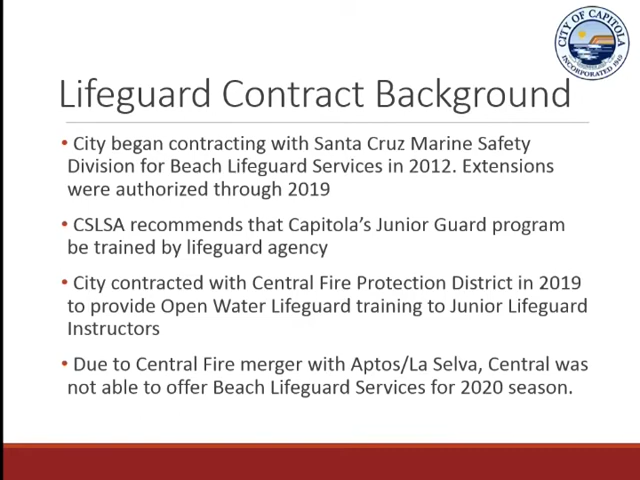 CITY OF CAPITOLA
INCORPORATED 1949
Lifeguard Contract Background
• City began contracting with Santa Cruz Marine Safety
Division for Beach Lifeguard Services in 2012. Extensions
were authorized through 2019
• CSLSA recommends that Capitola's Junior Guard program
be trained by lifeguard agency
• City contracted with Central Fire Protection District in 2019
to provide Open Water Lifeguard training to Junior Lifeguard
Instructors
• Due to Central Fire merger with Aptos/La Selva, Central was
not able to offer Beach Lifeguard Services for 2020 season.